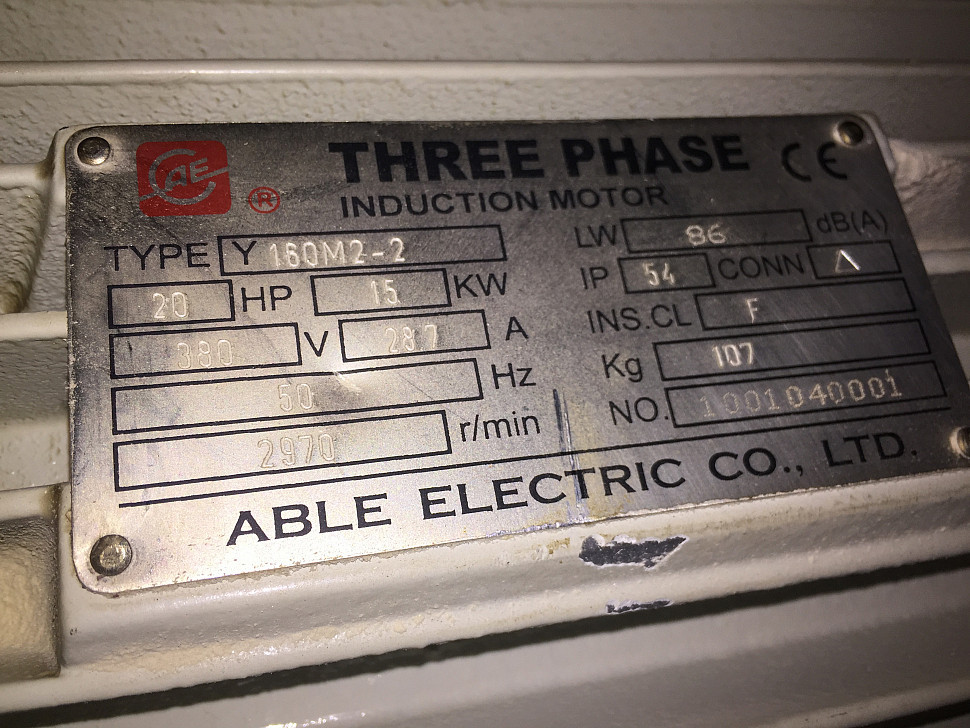 CAE ® THREE PHASE CE
INDUCTION MOTOR
TYPE Y 160M2-2 LW 86 dB(A)
20 HP 15 KW IP 54 CONN Δ
380 V 28.7 A INS.CL F
50 Hz Kg 107
2970 r/min NO. 1001040001
ABLE ELECTRIC CO., LTD.